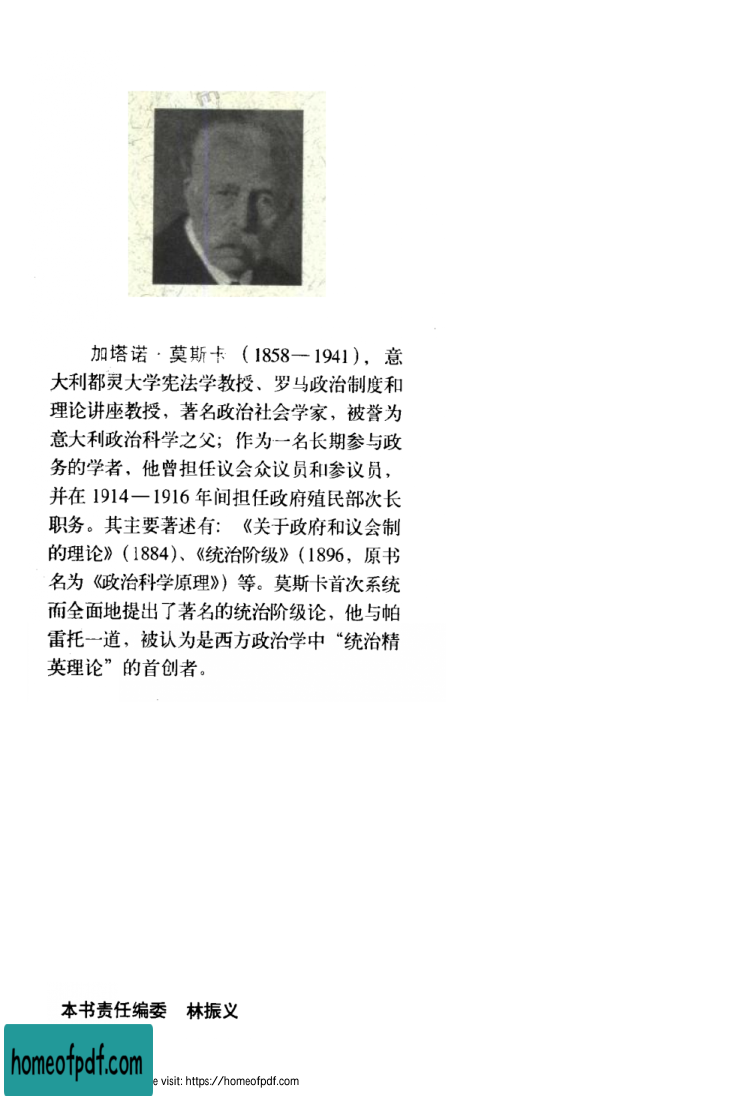 加塔诺·莫斯卡（1858—1941），意
大利都灵大学宪法学教授、罗马政治制度和
理论讲座教授，著名政治社会学家，被誉为
意大利政治科学之父；作为一名长期参与政
务的学者，他曾担任议会众议员和参议员，
并在 1914—1916 年间担任政府殖民部次长
职务。其主要著述有：《关于政府和议会制
的理论》（1884）、《统治阶级》（1896，原书
名为《政治科学原理》）等。莫斯卡首次系统
而全面地提出了著名的统治阶级论，他与帕
雷托一道，被认为是西方政治学中“统治精
英理论”的首创者。
本书责任编委 林振义
homeofpdf.com
e visit: https://homeofpdf.com